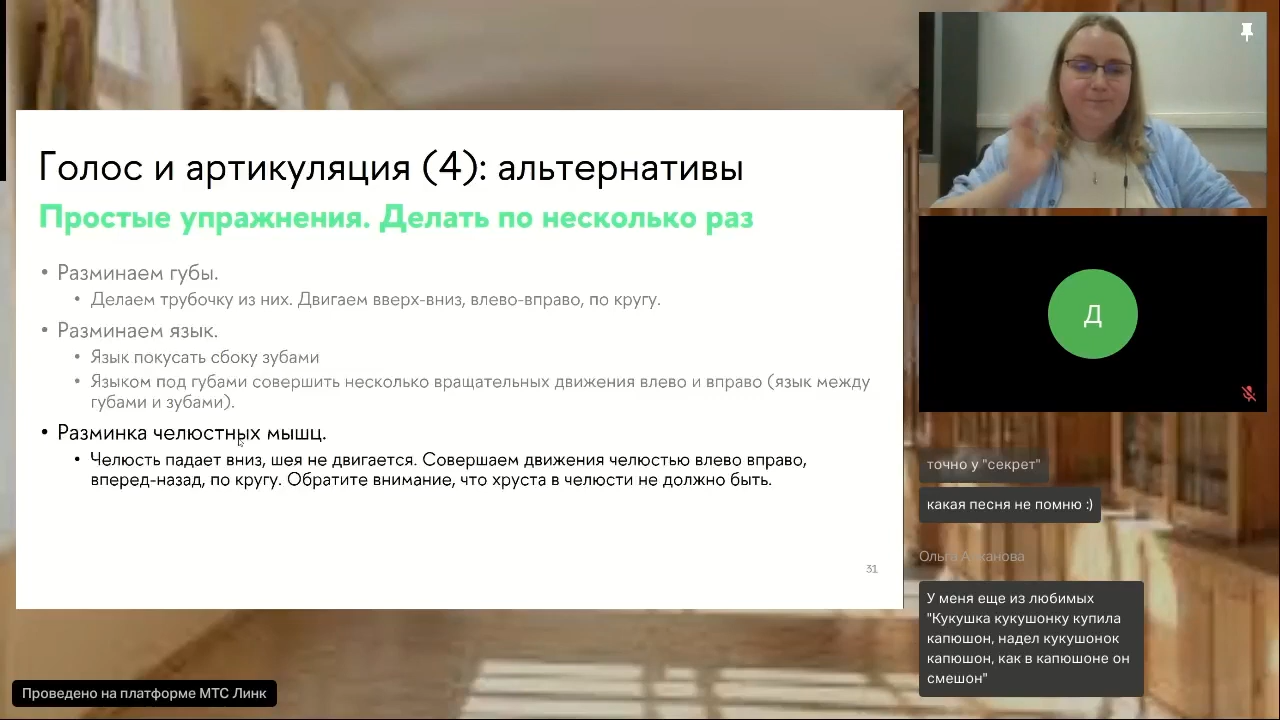 Голос и артикуляция (4): альтернативы
Простые упражнения. Делать по несколько раз
• Разминаем губы.
• Делаем трубочку из них. Двигаем вверх-вниз, влево-вправо, по кругу.
• Разминаем язык.
• Язык покусать сбоку зубами
• Языком под губами совершить несколько вращательных движения влево и вправо (язык между
губами и зубами).
• Разминка челюстных мышц.
• Челюсть падает вниз, шея не двигается. Совершаем движения челюстью влево вправо,
вперед-назад, по кругу. Обратите внимание, что хруста в челюсти не должно быть.
31
Д
точно у "секрет"
какая песня не помню :)
Ольга
У меня еще из любимых
"Кукушка кукушонку купила
капюшон, надел кукушонок
капюшон, как в капюшоне он
смешон"
Проведено на платформе МТС Линк